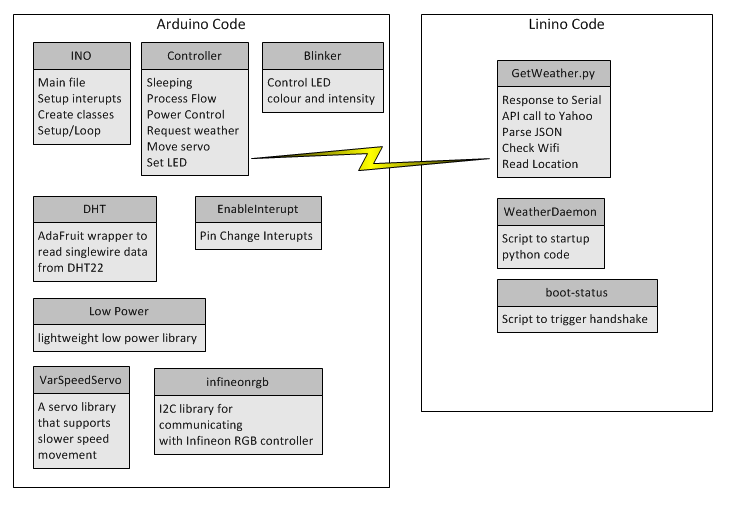 Arduino Code
INO
Main file
Setup interupts
Create classes
Setup/Loop
Controller
Sleeping
Process Flow
Power Control
Request weather
Move servo
Set LED
Blinker
Control LED
colour and intensity
DHT
AdaFruit wrapper to
read singlewire data
from DHT22
EnableInterupt
Pin Change Interupts
Low Power
lightweight low power library
VarSpeedServo
A servo library
that supports
slower speed
movement
infineonrgb
I2C library for
communicating
with Infineon RGB controller
Linino Code
GetWeather.py
Response to Serial
API call to Yahoo
Parse JSON
Check Wifi
Read Location
WeatherDaemon
Script to startup
python code
boot-status
Script to trigger handshake